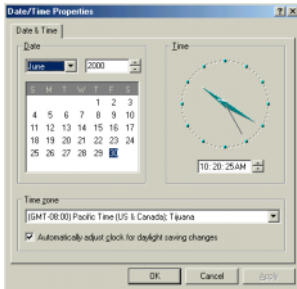 Date/Time Properties
Date & Time
Date
Time
June
2000
S M T W T F S
1 2 3
4 5 6 7 8 9 10
11 12 13 14 15 16 17
18 19 20 21 22 23 24
25 26 27 28 29 30
10:20:25 AM
Time zone
(GMT-08:00) Pacific Time (US & Canada); Tijuana
Automatically adjust clock for daylight saving changes
OK
Cancel
Apply